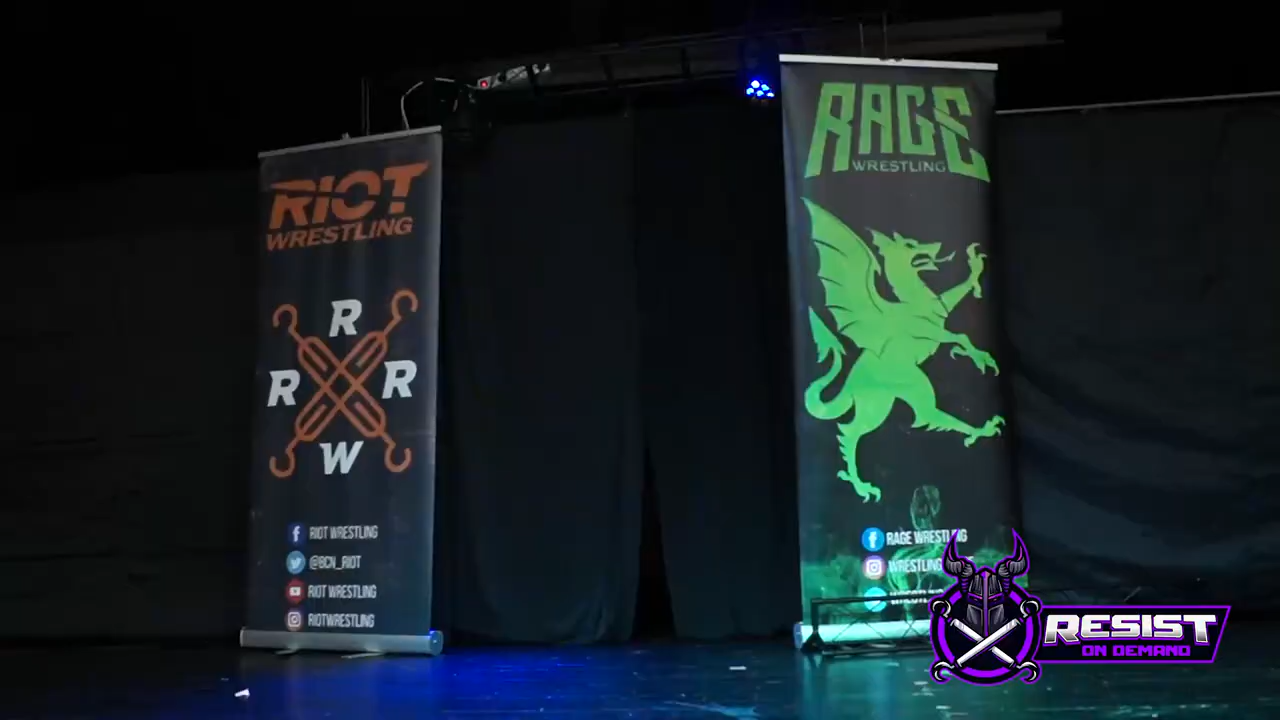 RIOT
WRESTLING
R
R R
W
RIOT WRESTLING
@BCN_RIOT
RIOT WRESTLING
RIOTWRESTLING
RAGE
WRESTLING
RAGE WRESTLING
RESIST
ON DEMAND